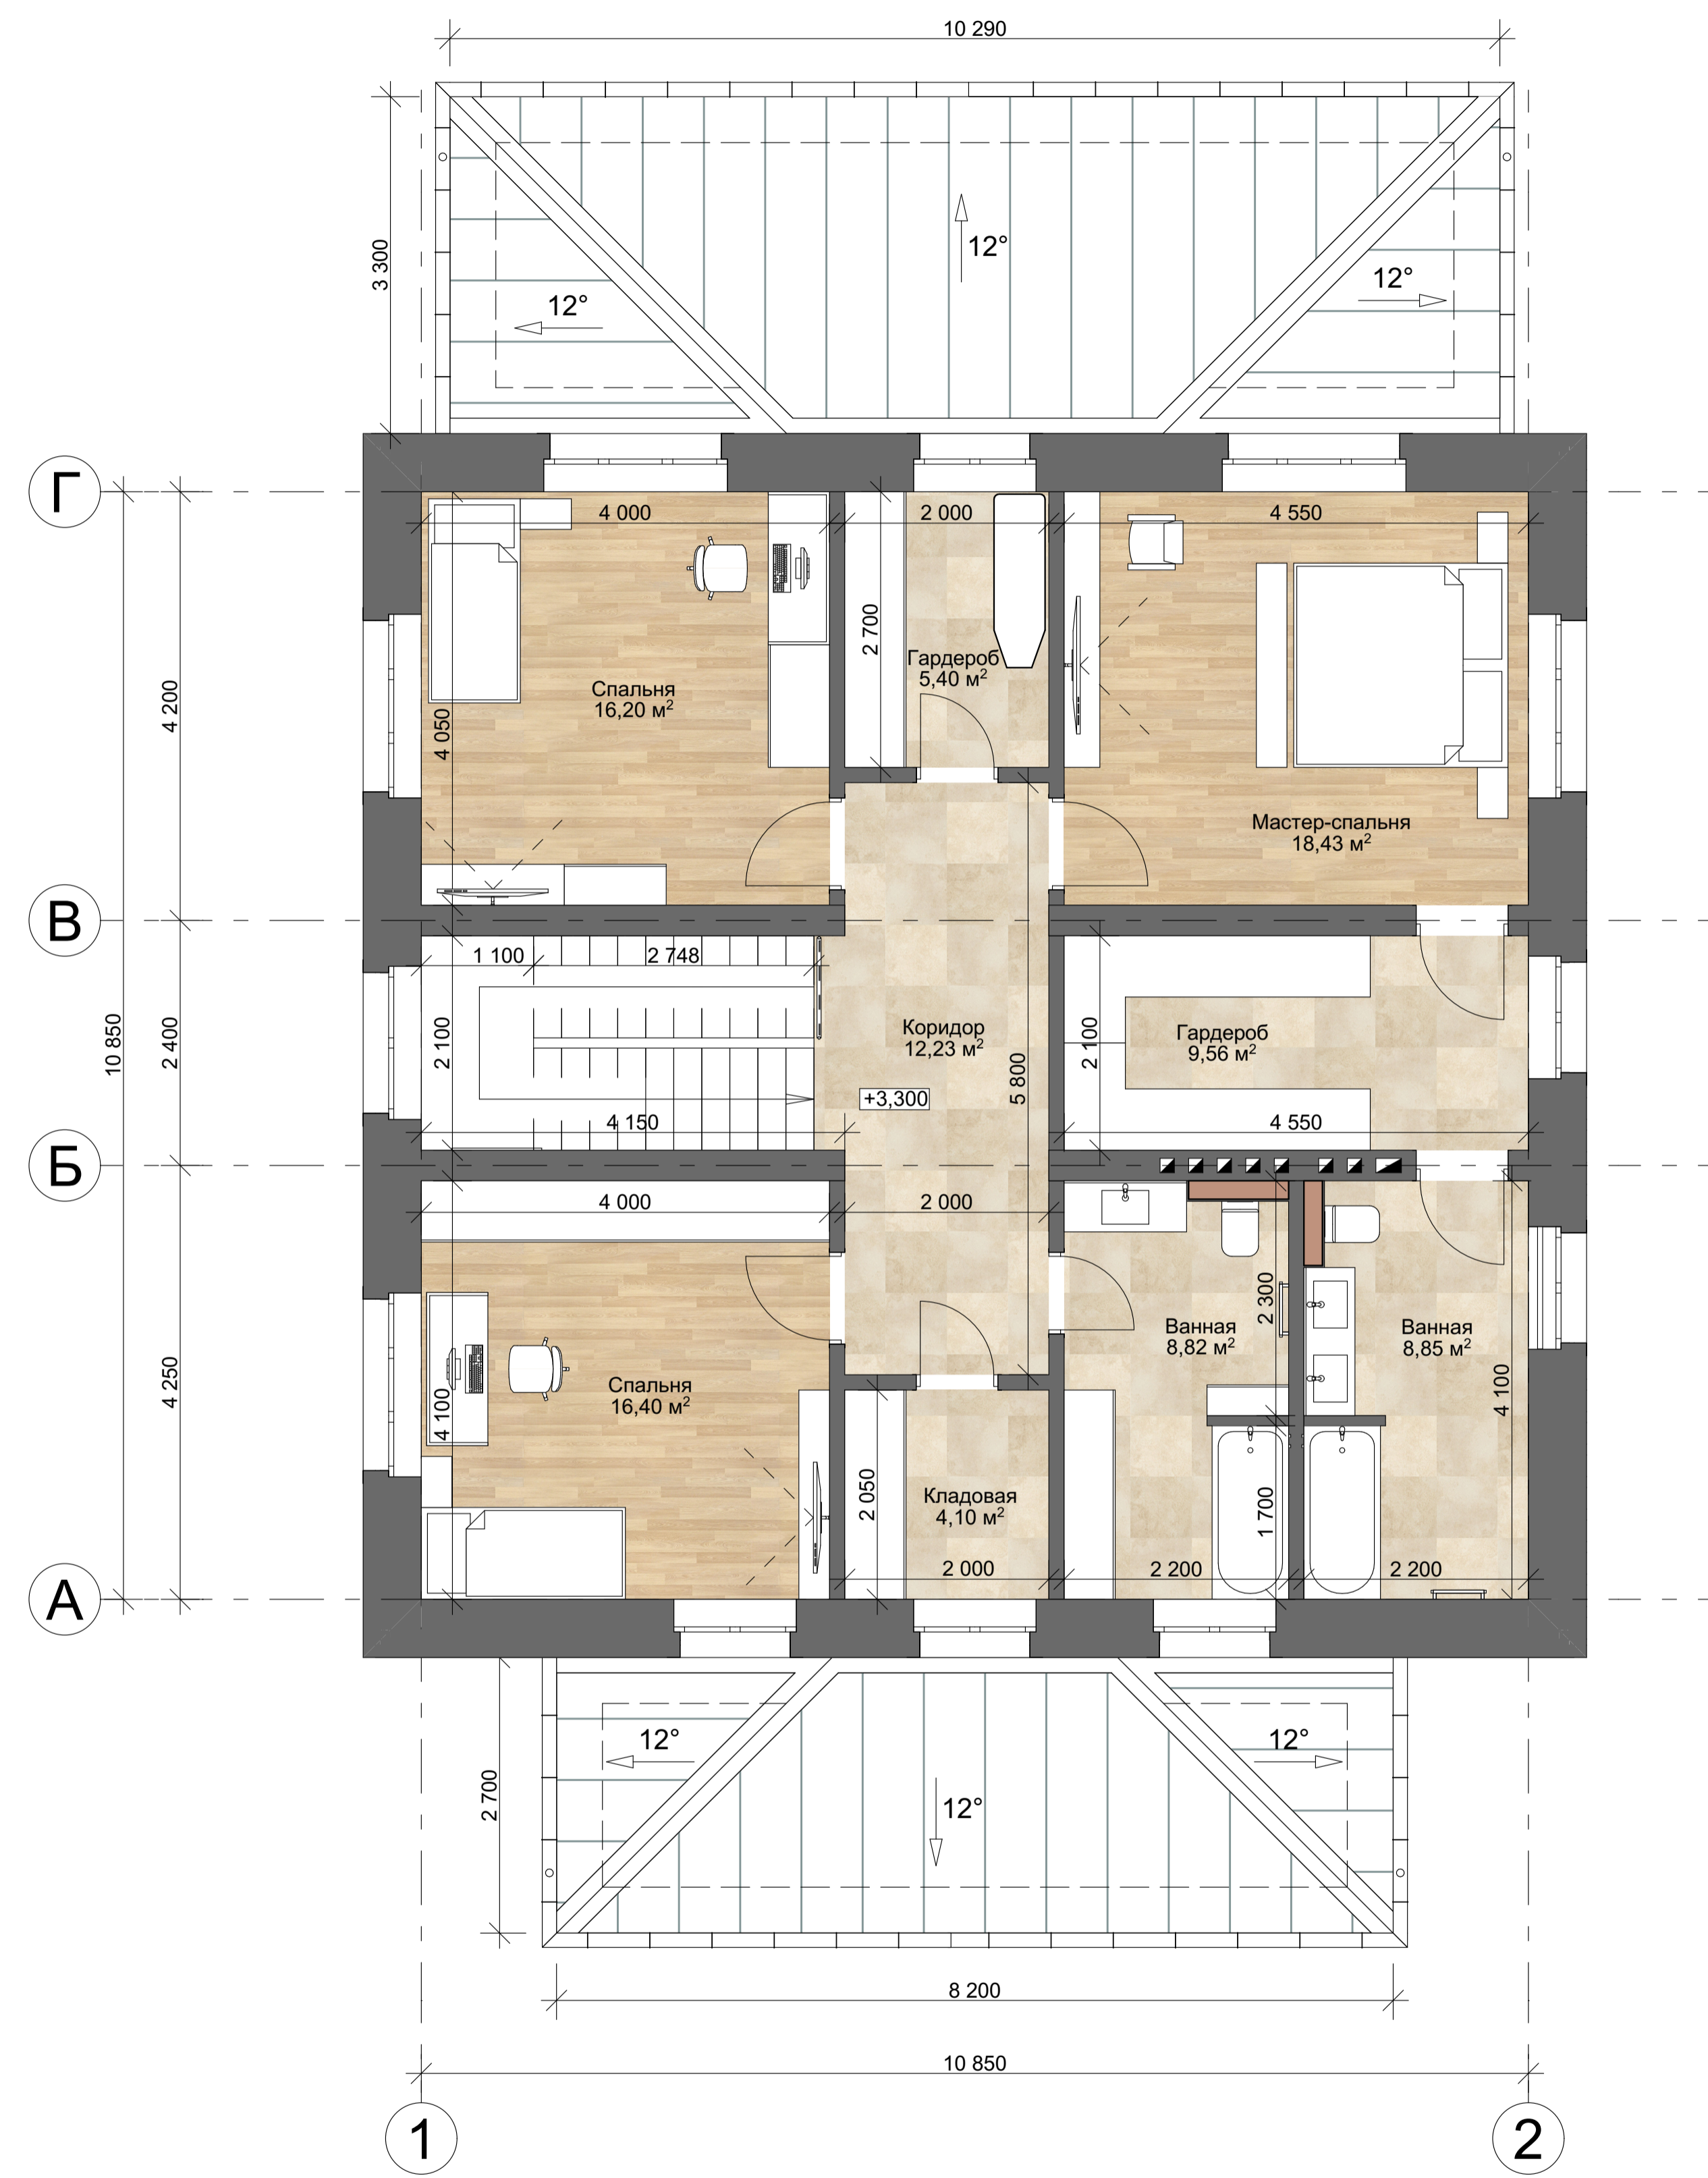 10 290
3 300
12°
12°
12°
Г
4 000
2 000
4 550
2 700
Гардероб
5,40 м²
Спальня
16,20 м²
4 200
4 050
Мастер-спальня
18,43 м²
В
1 100
2 748
10 850
2 400
2 100
Коридор
12,23 м²
2 100
Гардероб
9,56 м²
5 800
+3,300
4 150
4 550
Б
4 000
2 000
2 300
Ванная
8,82 м²
Ванная
8,85 м²
4 250
4 100
Спальня
16,40 м²
4 100
2 050
Кладовая
4,10 м²
1 700
2 000
2 200
2 200
А
12°
12°
2 700
12°
8 200
10 850
1
2